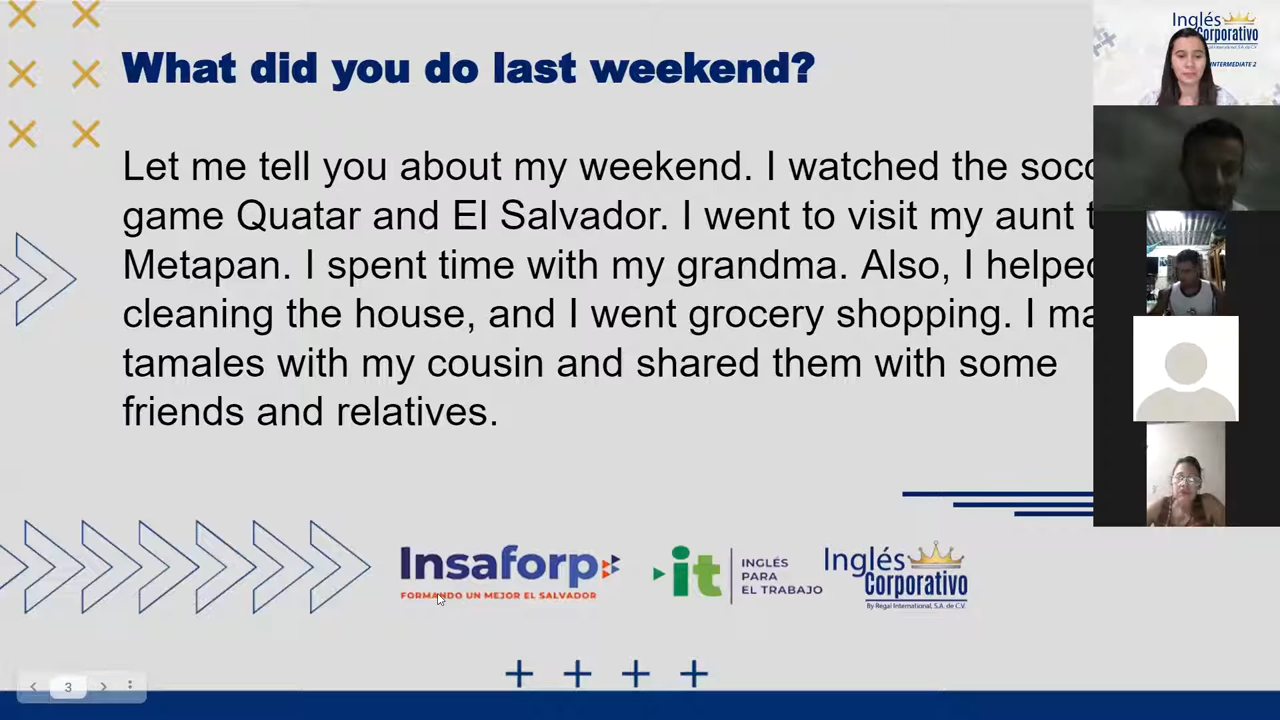 What did you do last weekend?
Let me tell you about my weekend. I watched the
game Quatar and El Salvador. I went to visit my aunt
Metapan. I spent time with my grandma. Also, I helped
cleaning the house, and I went grocery shopping. I
tamales with my cousin and shared them with some
friends and relatives.
Insaforp
FORMANDO UN MEJOR EL SALVADOR
it
INGLÉS
PARA
EL TRABAJO
Inglés
Corporativo
By Regal International, S.A. de C.V.
3
Inglés
Corporativo
INTERMEDIATE 2